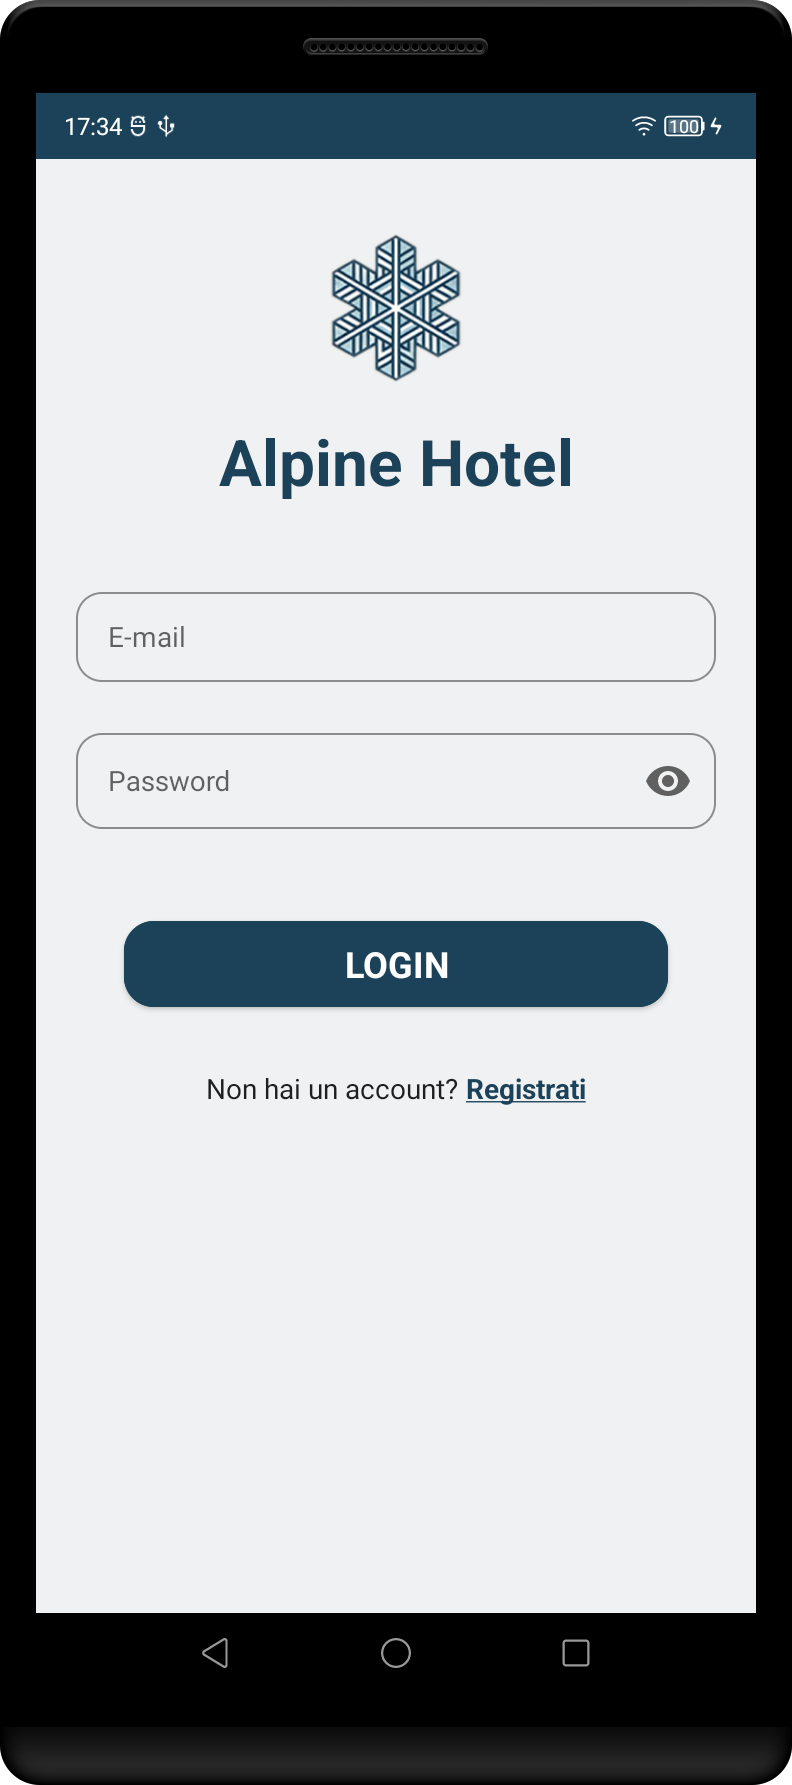 17:34 100
Alpine Hotel
E-mail
Password
LOGIN
Non hai un account? Registrati